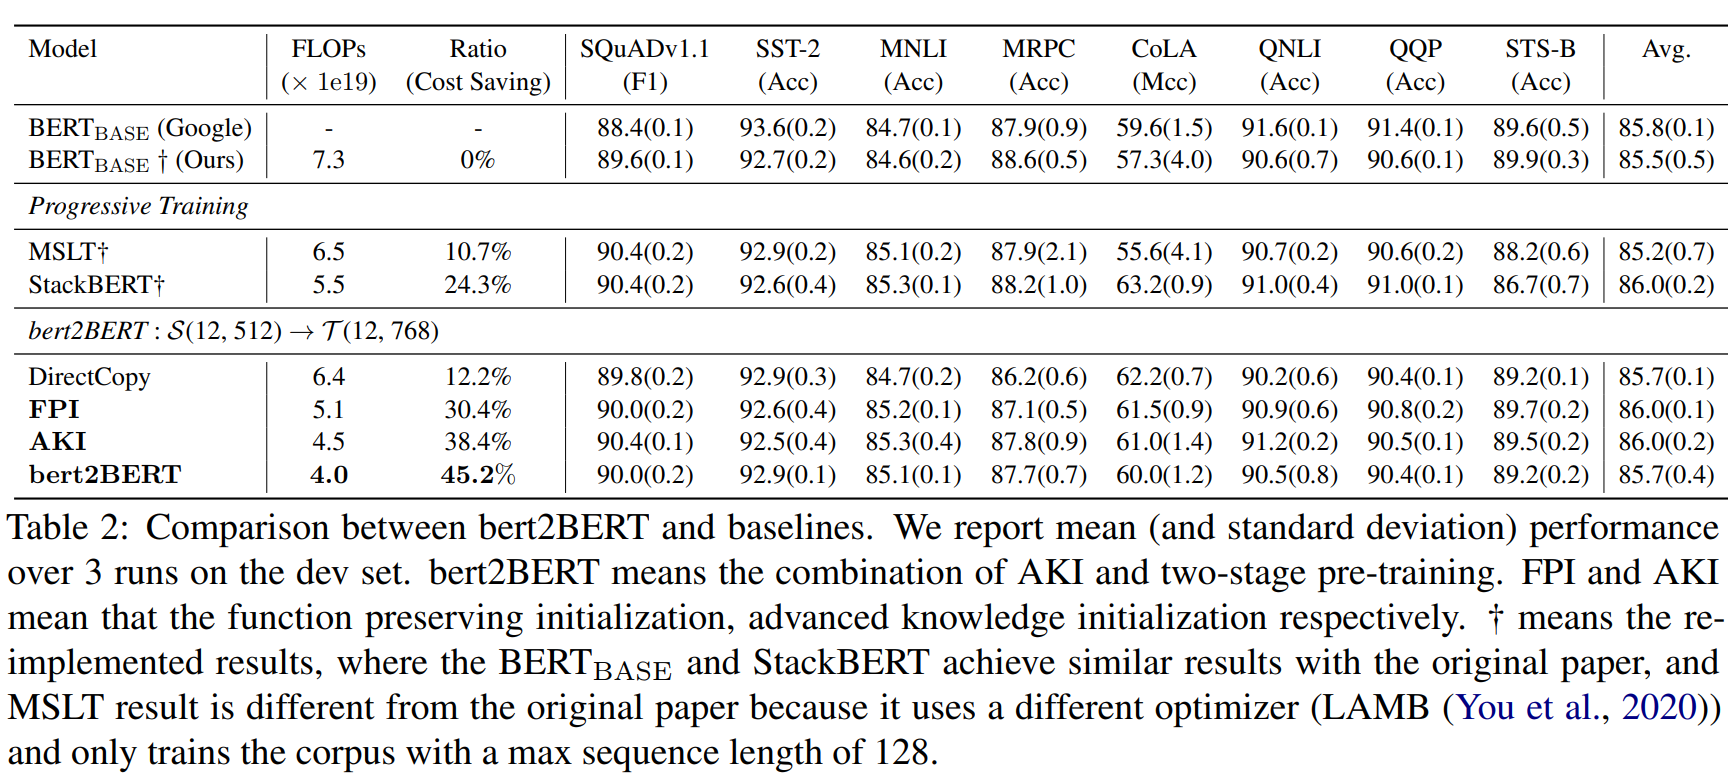 Model FLOPs Ratio SQuADv1.1 SST-2 MNLI MRPC CoLA QNLI QQP STS-B Avg.
(× 1e19) (Cost Saving) (F1) (Acc) (Acc) (Acc) (Mcc) (Acc) (Acc) (Acc)
BERT_BASE (Google) - - 88.4(0.1) 93.6(0.2) 84.7(0.1) 87.9(0.9) 59.6(1.5) 91.6(0.1) 91.4(0.1) 89.6(0.5) 85.8(0.1)
BERT_BASE † (Ours) 7.3 0% 89.6(0.1) 92.7(0.2) 84.6(0.2) 88.6(0.5) 57.3(4.0) 90.6(0.7) 90.6(0.1) 89.9(0.3) 85.5(0.5)
Progressive Training
MSLT† 6.5 10.7% 90.4(0.2) 92.9(0.2) 85.1(0.2) 87.9(2.1) 55.6(4.1) 90.7(0.2) 90.6(0.2) 88.2(0.6) 85.2(0.7)
StackBERT† 5.5 24.3% 90.4(0.2) 92.6(0.4) 85.3(0.1) 88.2(1.0) 63.2(0.9) 91.0(0.4) 91.0(0.1) 86.7(0.7) 86.0(0.2)
bert2BERT : S(12, 512) → T(12, 768)
DirectCopy 6.4 12.2% 89.8(0.2) 92.9(0.3) 84.7(0.2) 86.2(0.6) 62.2(0.7) 90.2(0.6) 90.4(0.1) 89.2(0.1) 85.7(0.1)
FPI 5.1 30.4% 90.0(0.2) 92.6(0.4) 85.2(0.1) 87.1(0.5) 61.5(0.9) 90.9(0.6) 90.8(0.2) 89.7(0.2) 86.0(0.1)
AKI 4.5 38.4% 90.4(0.1) 92.5(0.4) 85.3(0.4) 87.8(0.9) 61.0(1.4) 91.2(0.2) 90.5(0.1) 89.5(0.2) 86.0(0.2)
bert2BERT 4.0 45.2% 90.0(0.2) 92.9(0.1) 85.1(0.1) 87.7(0.7) 60.0(1.2) 90.5(0.8) 90.4(0.1) 89.2(0.2) 85.7(0.4)
Table 2: Comparison between bert2BERT and baselines. We report mean (and standard deviation) performance
over 3 runs on the dev set. bert2BERT means the combination of AKI and two-stage pre-training. FPI and AKI
mean that the function preserving initialization, advanced knowledge initialization respectively. † means the re-
implemented results, where the BERT_BASE and StackBERT achieve similar results with the original paper, and
MSLT result is different from the original paper because it uses a different optimizer (LAMB (You et al., 2020))
and only trains the corpus with a max sequence length of 128.